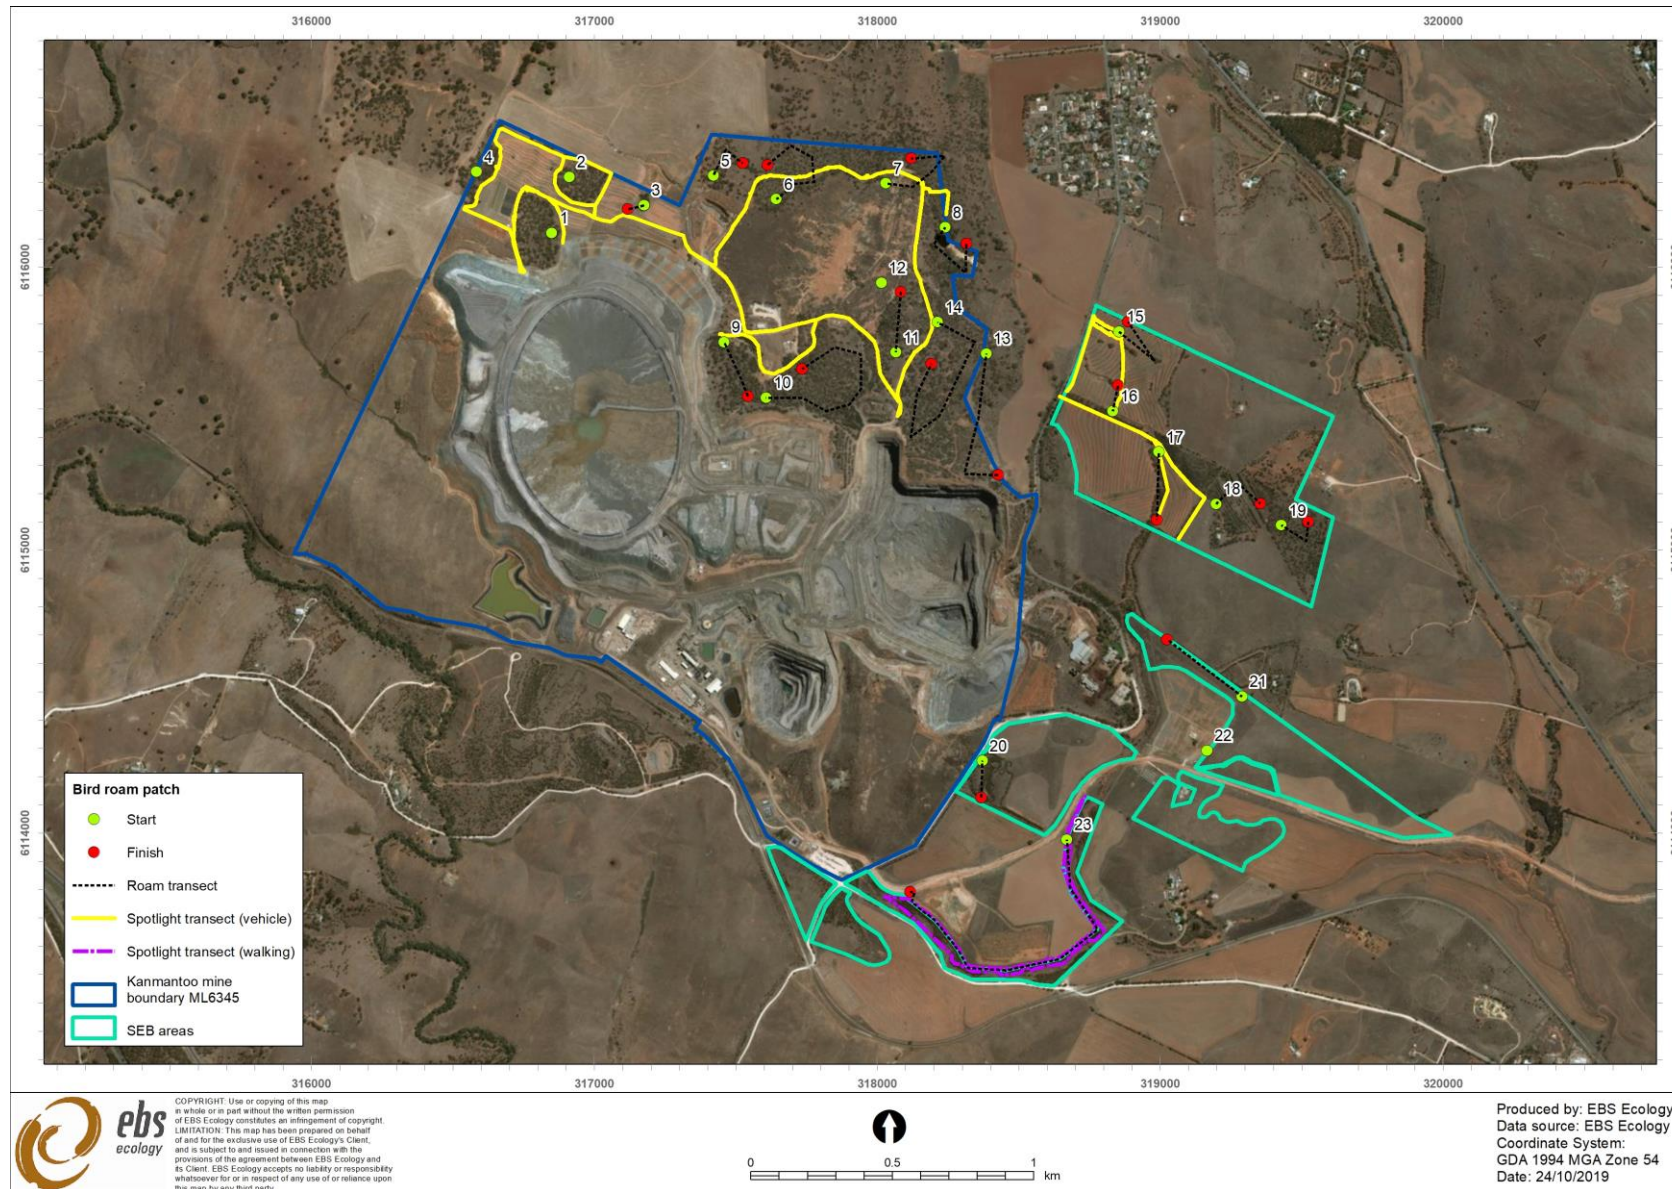 316000 317000 318000 319000 320000
4 2 5 7
3 6
1 8
6116000
12
14
15
9 13
11
10 16
17
18
19
6115000
21
22
20
23
6114000
Bird roam patch
Start
Finish
Roam transect
Spotlight transect (vehicle)
Spotlight transect (walking)
Kanmantoo mine
boundary ML6345
SEB areas
316000 317000 318000 319000 320000
ebs
ecology
COPYRIGHT: Use or copying of this map
in whole or in part without the written permission
of EBS Ecology constitutes an infringement of copyright.
LIMITATION: This map has been prepared on behalf
of and for the exclusive use of EBS Ecology's Client,
and is subject to and issued in connection with the
provisions of the agreement between EBS Ecology and
its Client. EBS Ecology accepts no liability or responsibility
whatsoever for or in respect of any use of or reliance upon
this map by any third party.
0 0.5 1
km
Produced by: EBS Ecology
Data source: EBS Ecology
Coordinate System:
GDA 1994 MGA Zone 54
Date: 24/10/2019